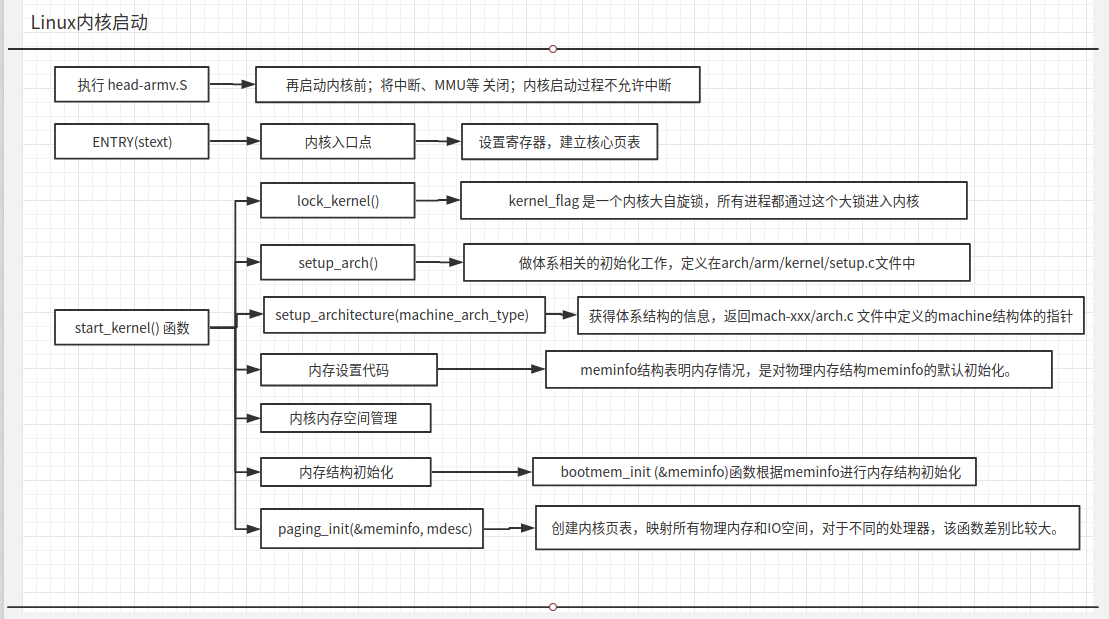 Linux内核启动
执行 head-armv.S
再启动内核前；将中断、MMU等 关闭；内核启动过程不允许中断
ENTRY(stext)
内核入口点
设置寄存器，建立核心页表
lock_kernel()
kernel_flag 是一个内核大自旋锁，所有进程都通过这个大锁进入内核
setup_arch()
做体系相关的初始化工作，定义在arch/arm/kernel/setup.c文件中
start_kernel() 函数
setup_architecture(machine_arch_type)
获得体系结构的信息，返回mach-xxx/arch.c 文件中定义的machine结构体的指针
内存设置代码
meminfo结构表明内存情况，是对物理内存结构meminfo的默认初始化。
内核内存空间管理
内存结构初始化
bootmem_init (&meminfo)函数根据meminfo进行内存结构初始化
paging_init(&meminfo, mdesc)
创建内核页表，映射所有物理内存和IO空间，对于不同的处理器，该函数差别比较大。